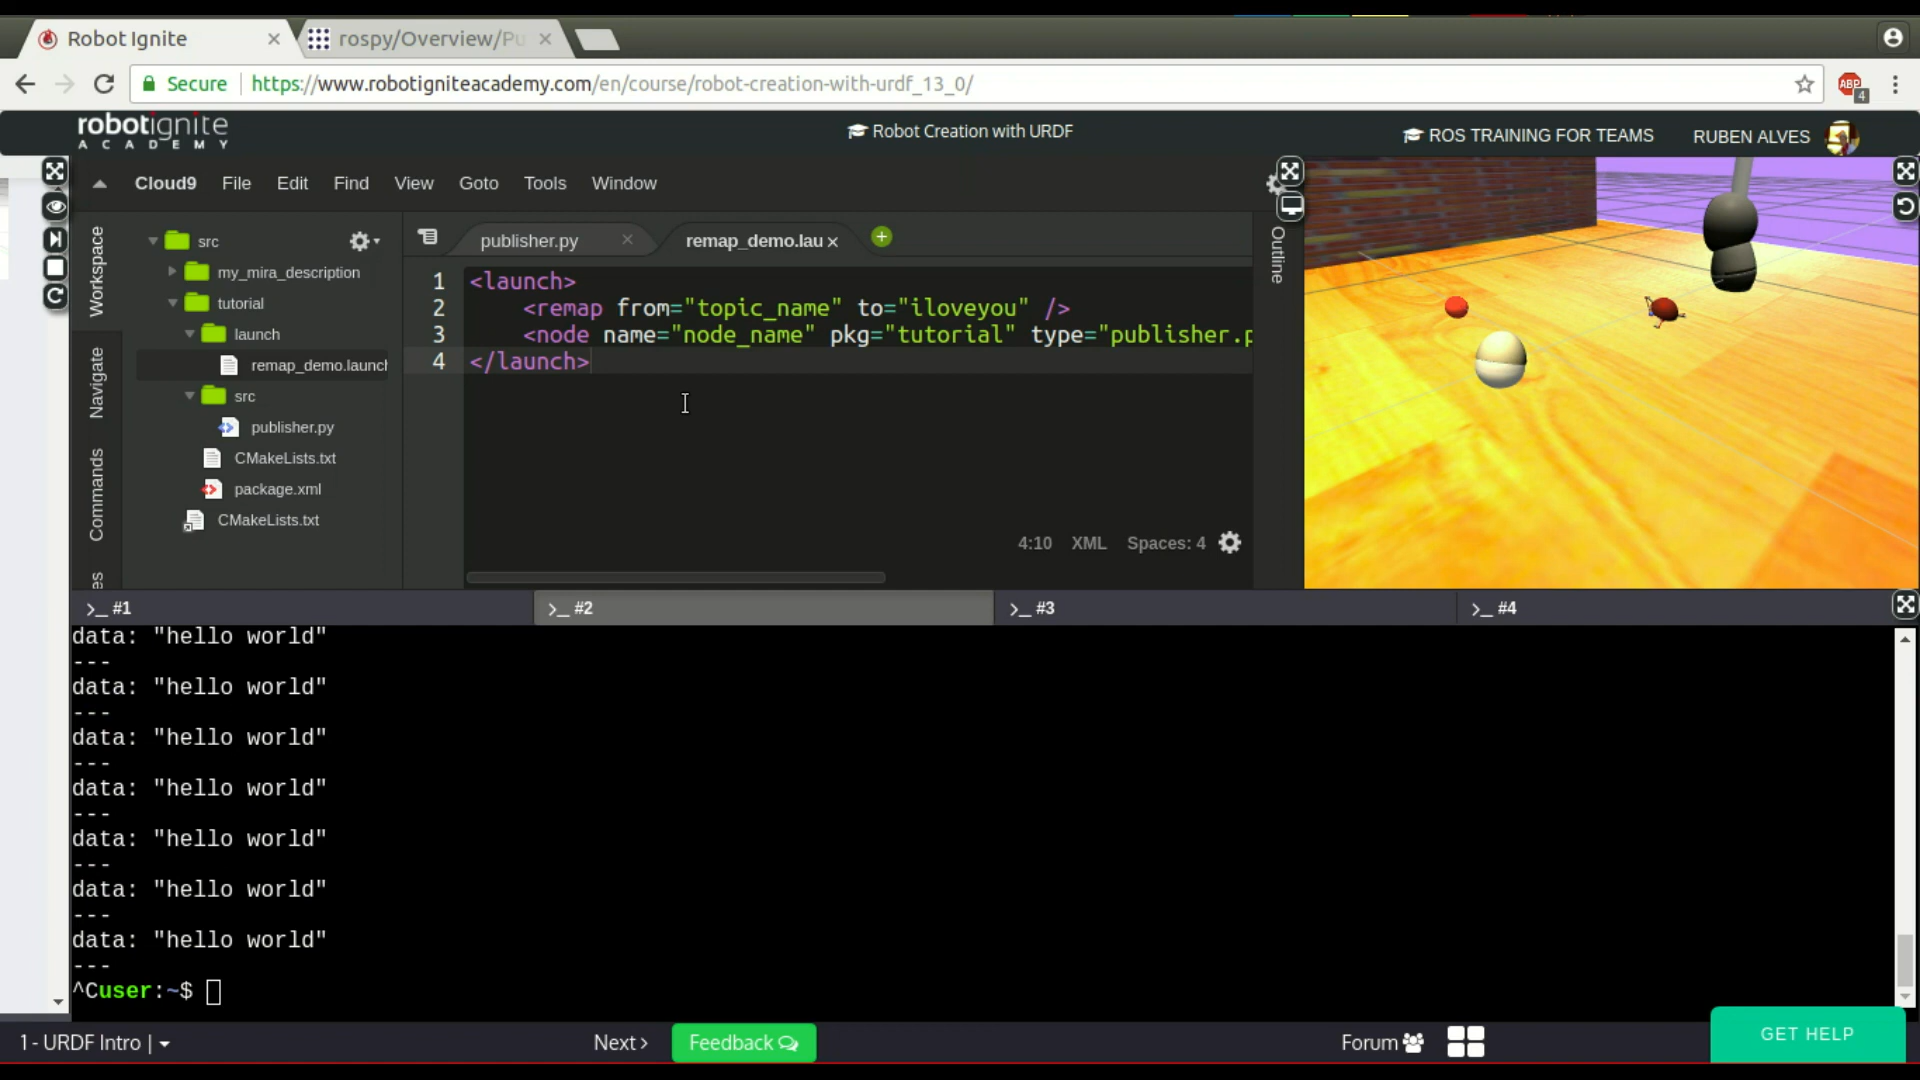 Robot Ignite
rospy/Overview/Pu
Secure
https://www.robotigniteacademy.com/en/course/robot-creation-with-urdf_13_0/
ABP
4
robotignite
ACADEMY
Robot Creation with URDF
ROS TRAINING FOR TEAMS
RUBEN ALVES
Cloud9 File Edit Find View Goto Tools Window
Workspace
Navigate
Commands
es
src
my_mira_description
tutorial
launch
remap_demo.launch
src
publisher.py
CMakeLists.txt
package.xml
CMakeLists.txt
publisher.py
remap_demo.lau
Outline
1 <launch>
2 <remap from="topic_name" to="iloveyou" />
3 <node name="node_name" pkg="tutorial" type="publisher.p
4 </launch>
4:10 XML Spaces: 4
>_ #1
>_ #2
>_ #3
>_ #4
data: "hello world"
---
data: "hello world"
---
data: "hello world"
---
data: "hello world"
---
data: "hello world"
---
data: "hello world"
---
data: "hello world"
---
^Cuser:~$
1 - URDF Intro |
Next >
Feedback
Forum
GET HELP